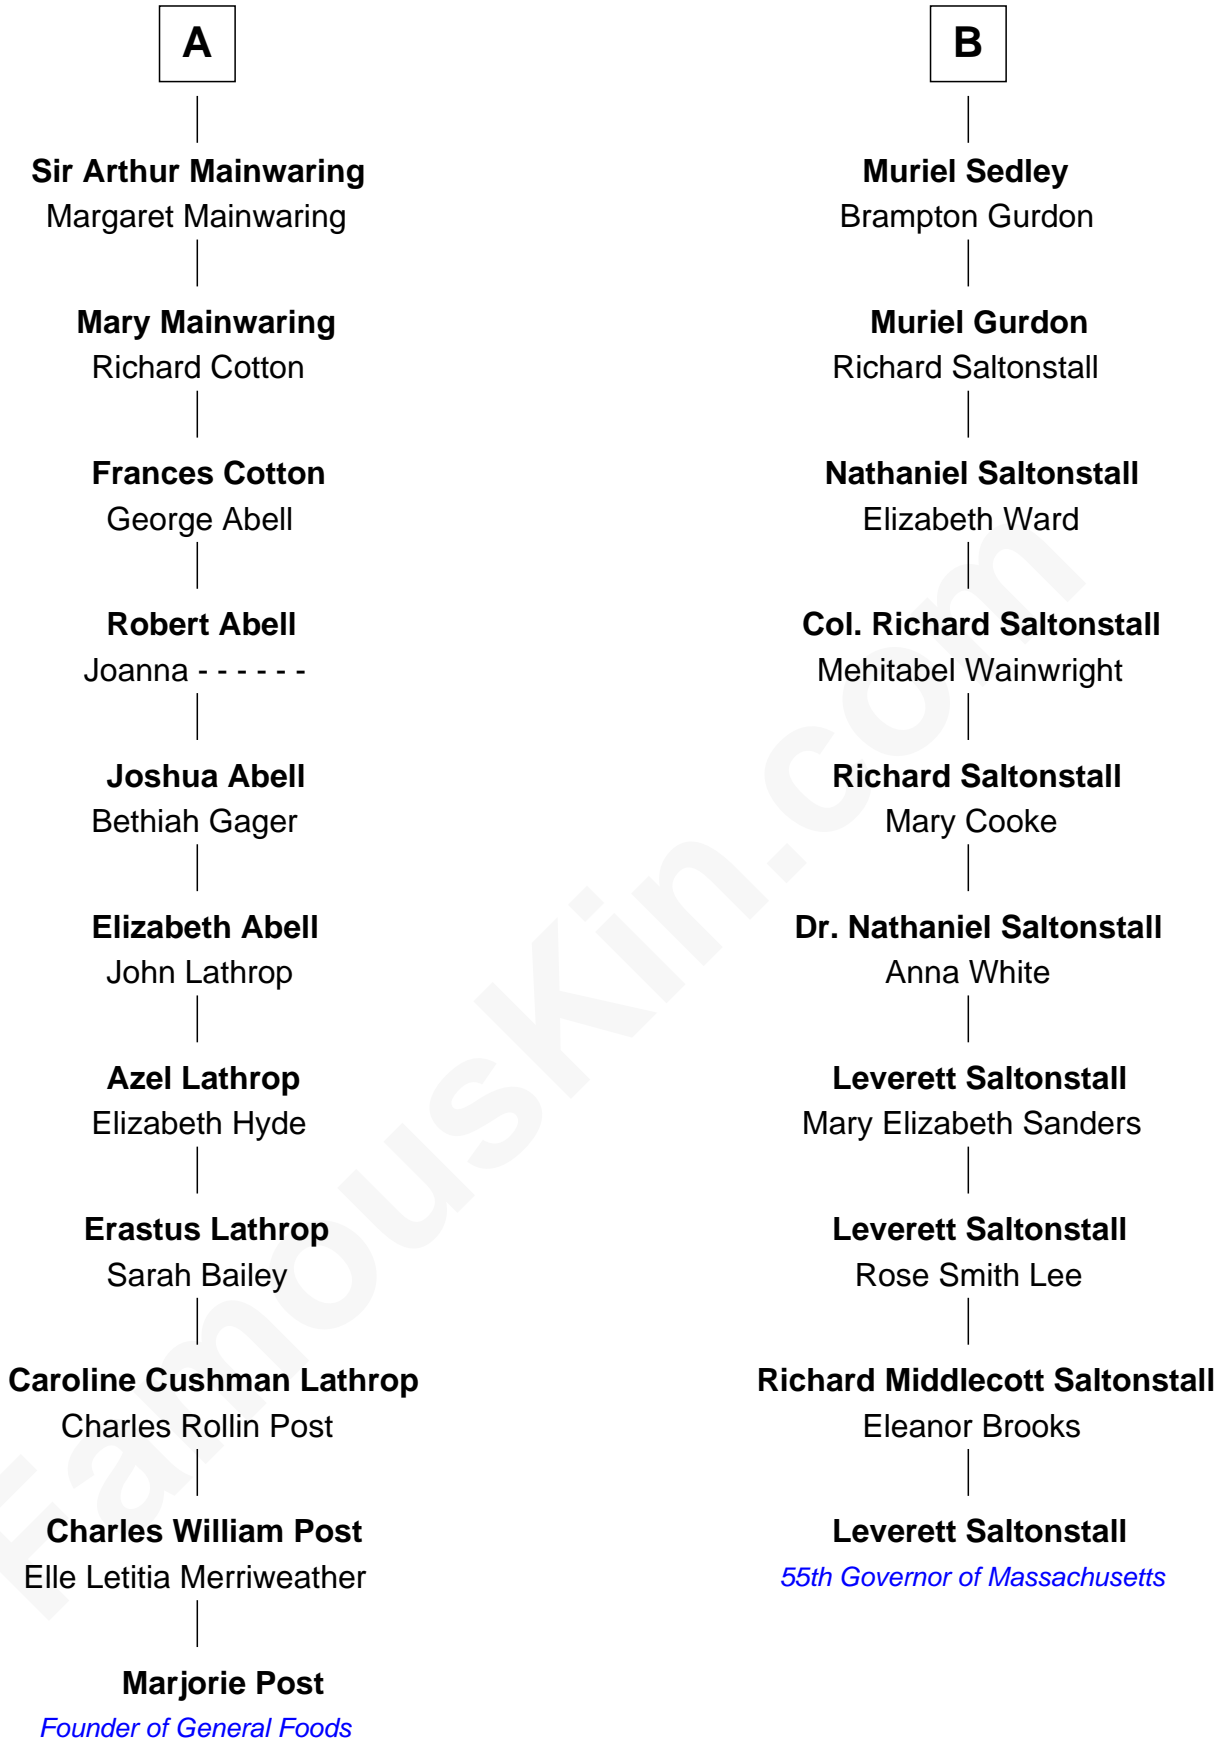 A
Sir Arthur Mainwaring
Margaret Mainwaring
Mary Mainwaring
Richard Cotton
Frances Cotton
George Abell
Robert Abell
Joanna - - - - - -
Joshua Abell
Bethiah Gager
Elizabeth Abell
John Lathrop
Azel Lathrop
Elizabeth Hyde
Erastus Lathrop
Sarah Bailey
Caroline Cushman Lathrop
Charles Rollin Post
Charles William Post
Elle Letitia Merriweather
Marjorie Post
Founder of General Foods
B
Muriel Sedley
Brampton Gurdon
Muriel Gurdon
Richard Saltonstall
Nathaniel Saltonstall
Elizabeth Ward
Col. Richard Saltonstall
Mehitabel Wainwright
Richard Saltonstall
Mary Cooke
Dr. Nathaniel Saltonstall
Anna White
Leverett Saltonstall
Mary Elizabeth Sanders
Leverett Saltonstall
Rose Smith Lee
Richard Middlecott Saltonstall
Eleanor Brooks
Leverett Saltonstall
55th Governor of Massachusetts
FamousKin.com